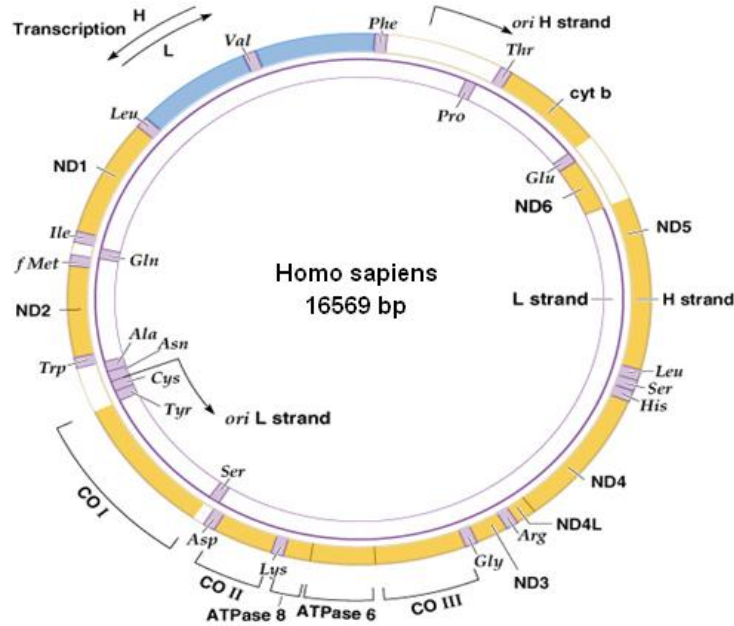 Transcription
H
L
Phe
ori H strand
Val
Thr
Pro
cyt b
Leu
ND1
Glu
ND6
ND5
Ile
f Met
Gln
ND2
Homo sapiens
16569 bp
L strand
H strand
Trp
Ala
Asn
Cys
Tyr
ori L strand
Leu
Ser
His
CO I
Ser
ND4
ND4L
Asp
Arg
Gly
ND3
Lys
CO II
ATPase 8
ATPase 6
CO III